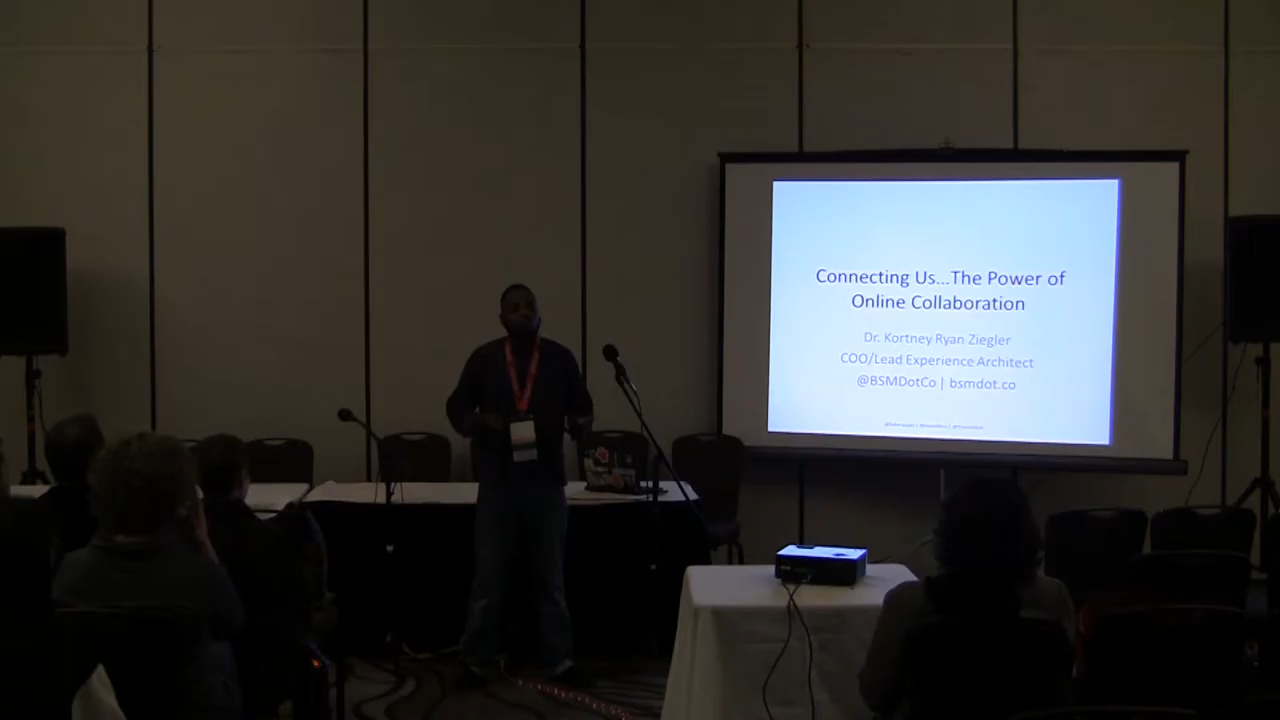 Connecting Us...The Power of
Online Collaboration
Dr. Kortney Ryan Ziegler
COO/Lead Experience Architect
@BSMDotCo | bsmdot.co